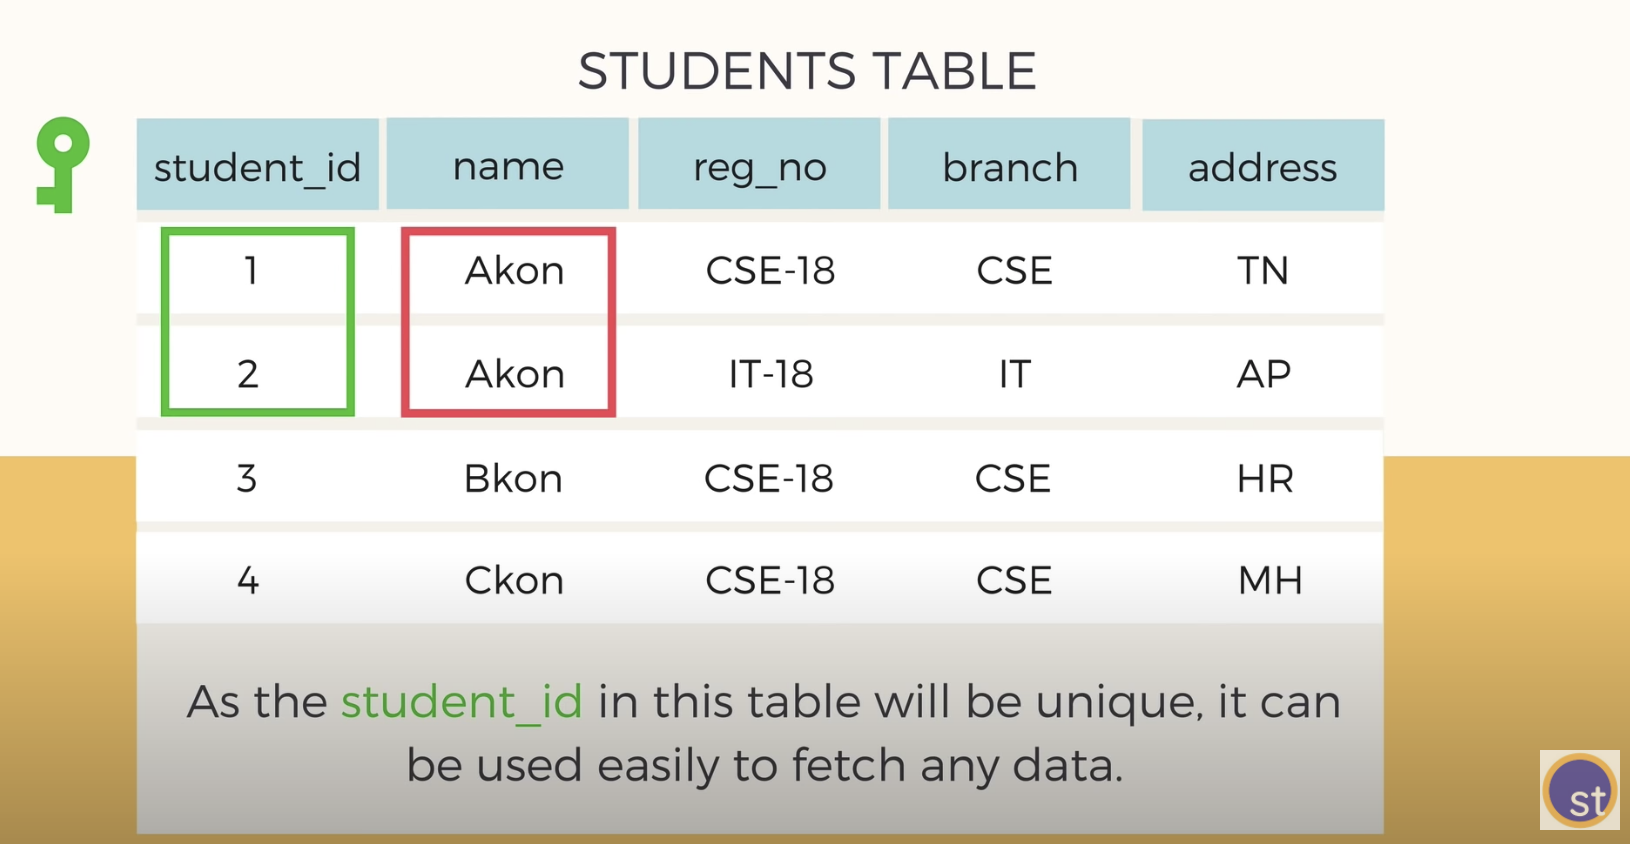 STUDENTS TABLE
student_id name reg_no branch address
1 Akon CSE-18 CSE TN
2 Akon IT-18 IT AP
3 Bkon CSE-18 CSE HR
4 Ckon CSE-18 CSE MH
As the student_id in this table will be unique, it can
be used easily to fetch any data.
st